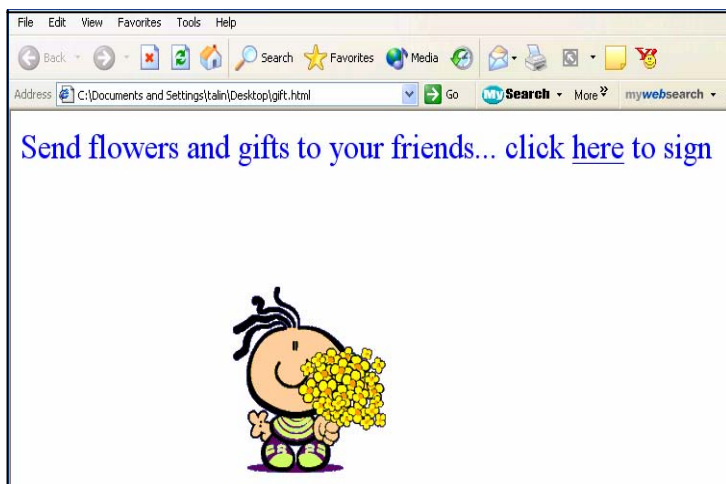 File Edit View Favorites Tools Help
Back Search Favorites Media
Address C:\Documents and Settings\talin\Desktop\gift.html Go My Search More mywebsearch
Send flowers and gifts to your friends... click here to sign